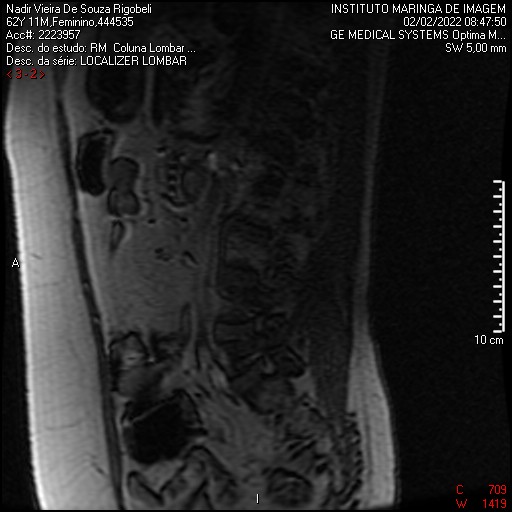 Nadir Vieira De Souza Rigobeli
62Y 11M,Feminino,444535
Acc#: 2223957
Desc. do estudo: RM Coluna Lombar ...
Desc. da série: LOCALIZER LOMBAR
< 3 - 2 >
INSTITUTO MARINGA DE IMAGEM
02/02/2022 08:47:50
GE MEDICAL SYSTEMS Optima M...
SW 5,00 mm
A
10 cm
I
C 709
W 1419